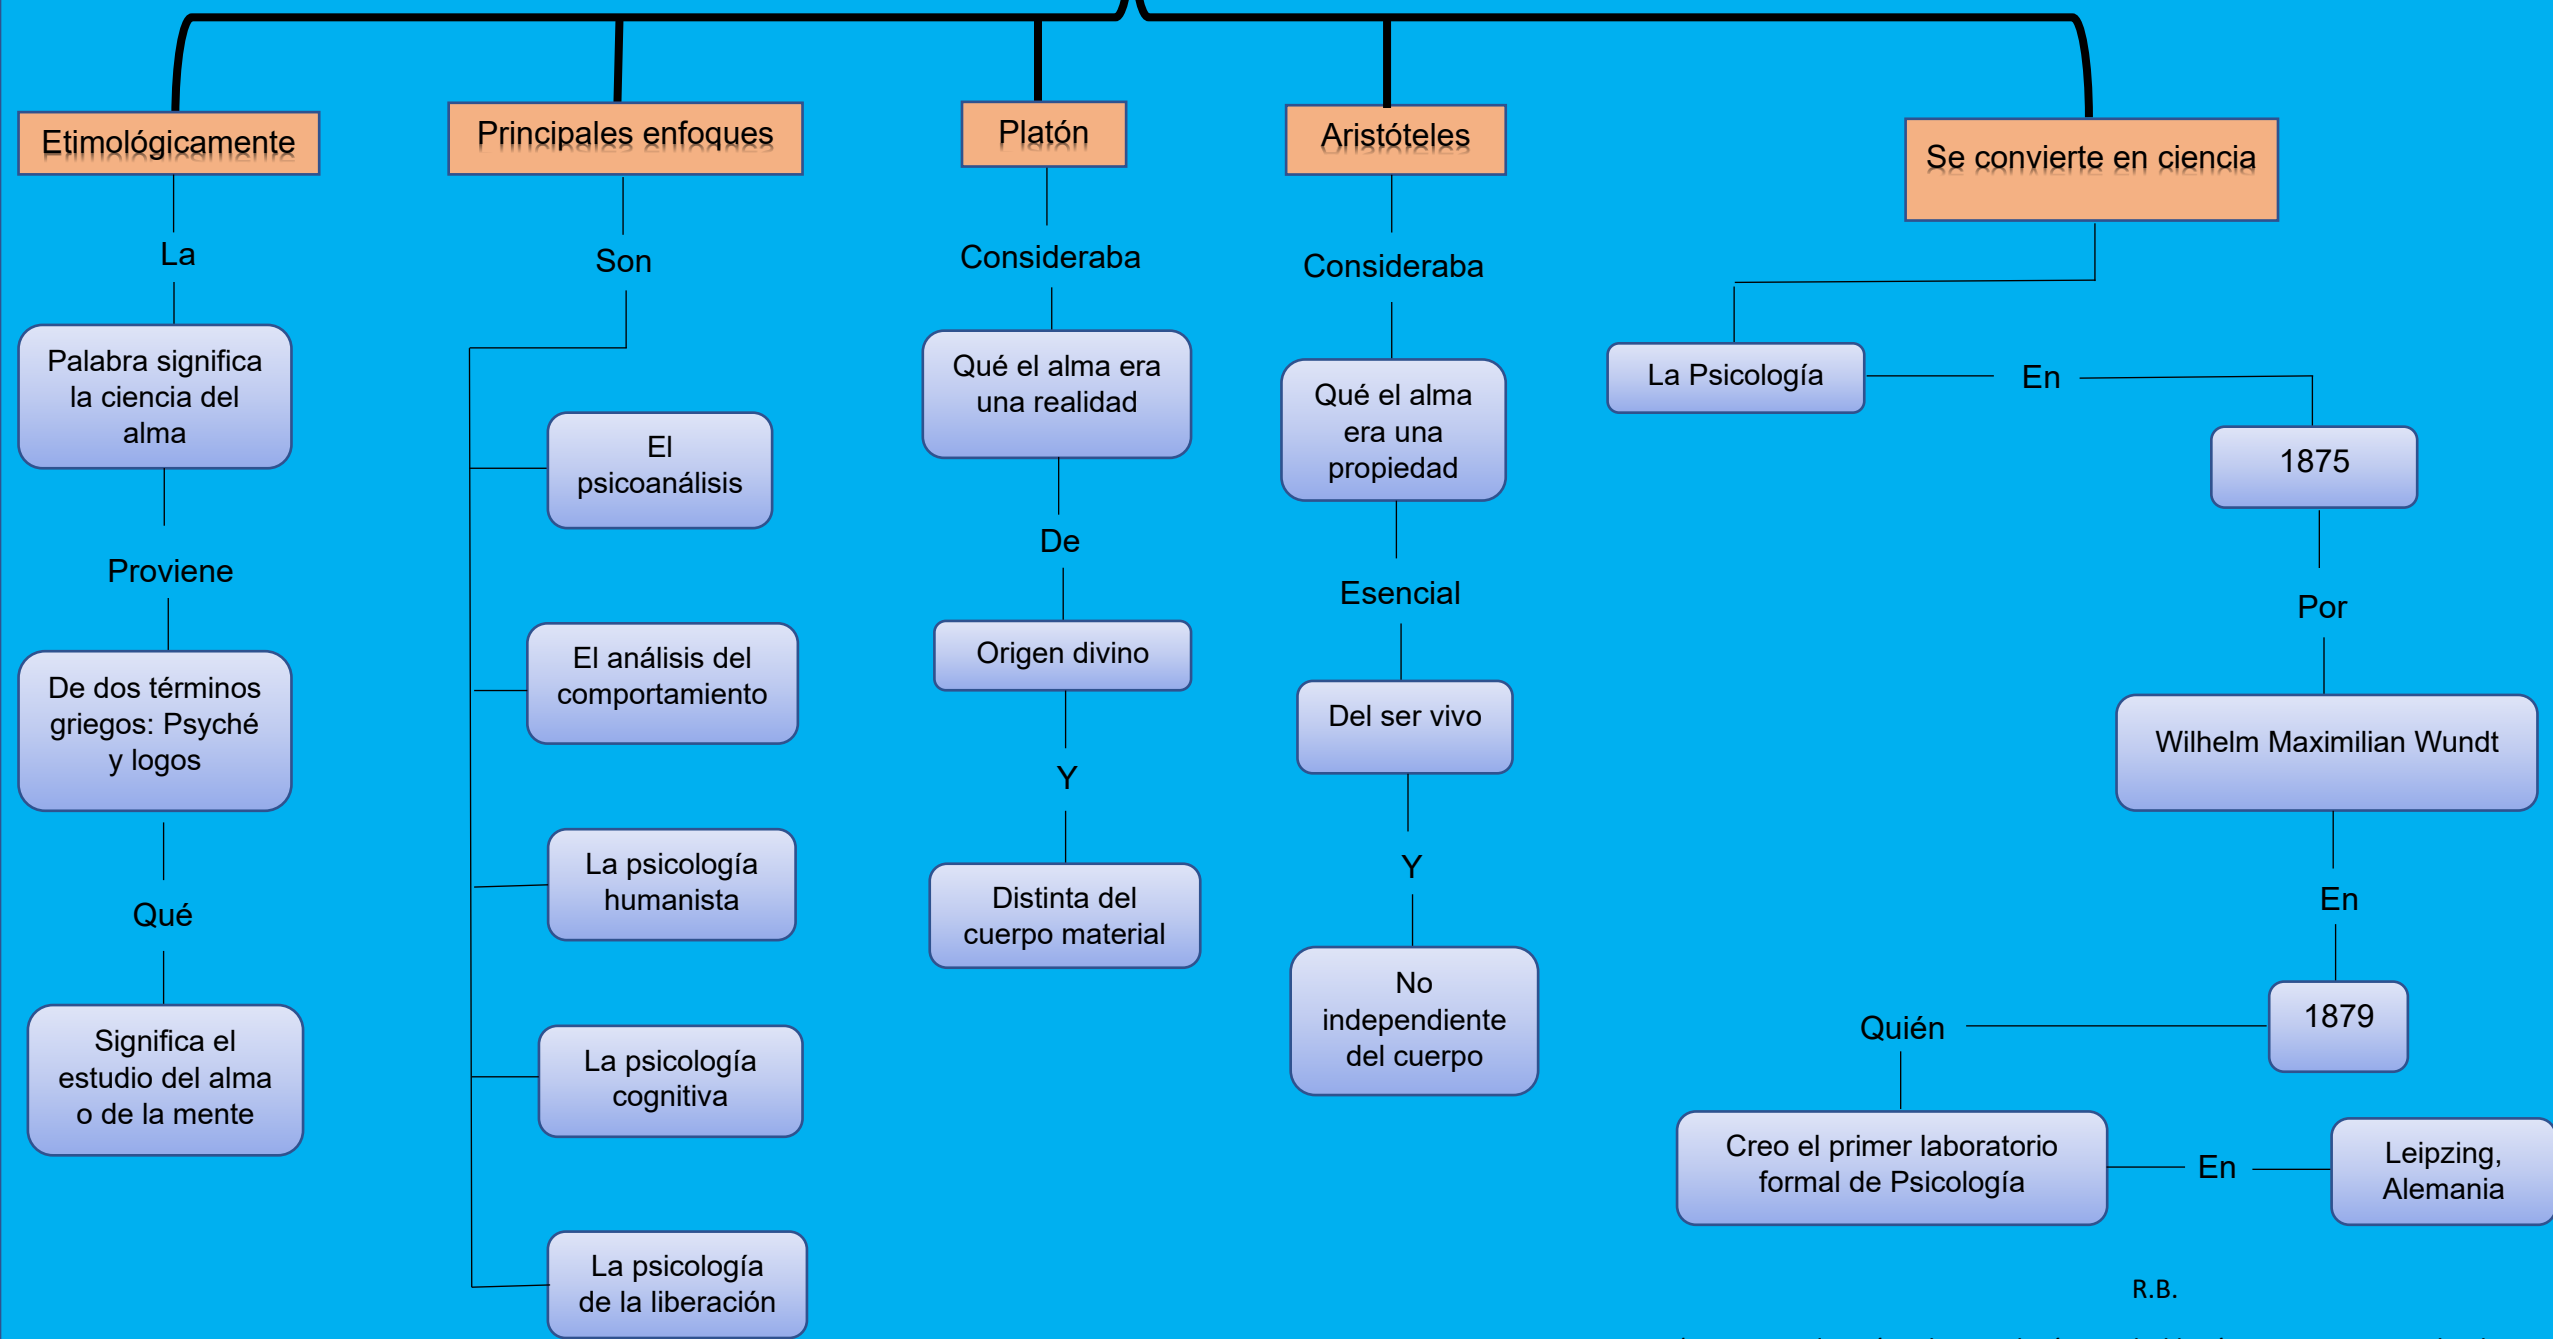 Etimológicamente
La
Palabra significa
la ciencia del
alma
Proviene
De dos términos
griegos: Psyché
y logos
Qué
Significa el
estudio del alma
o de la mente
Principales enfoques
Son
El
psicoanálisis
El análisis del
comportamiento
La psicología
humanista
La psicología
cognitiva
La psicología
de la liberación
Platón
Consideraba
Qué el alma era
una realidad
De
Origen divino
Y
Distinta del
cuerpo material
Aristóteles
Consideraba
Qué el alma
era una
propiedad
Esencial
Del ser vivo
Y
No
independiente
del cuerpo
Se convierte en ciencia
La Psicología
En
1875
Por
Wilhelm Maximilian Wundt
En
1879
Quién
Creo el primer laboratorio
formal de Psicología
En
Leipzing,
Alemania
R.B.